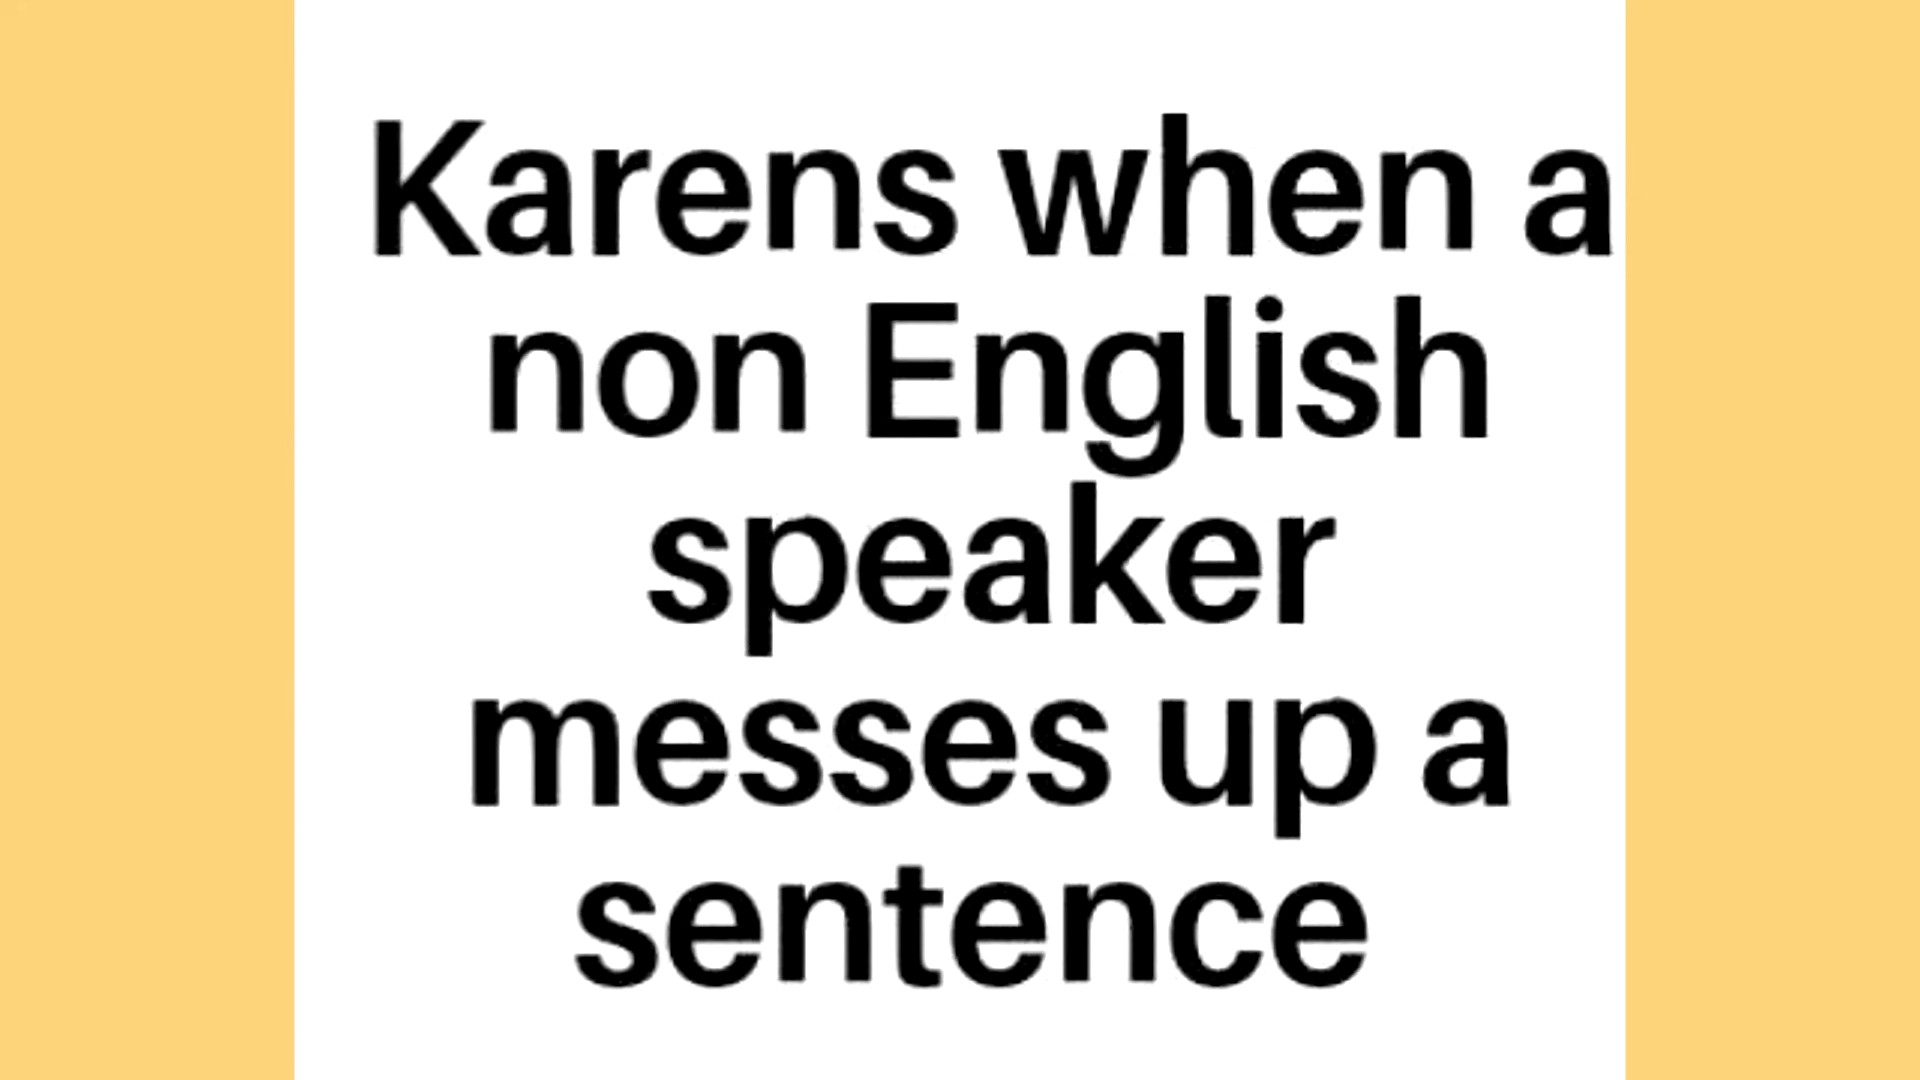 Karens when a
non English
speaker
messes up a
sentence